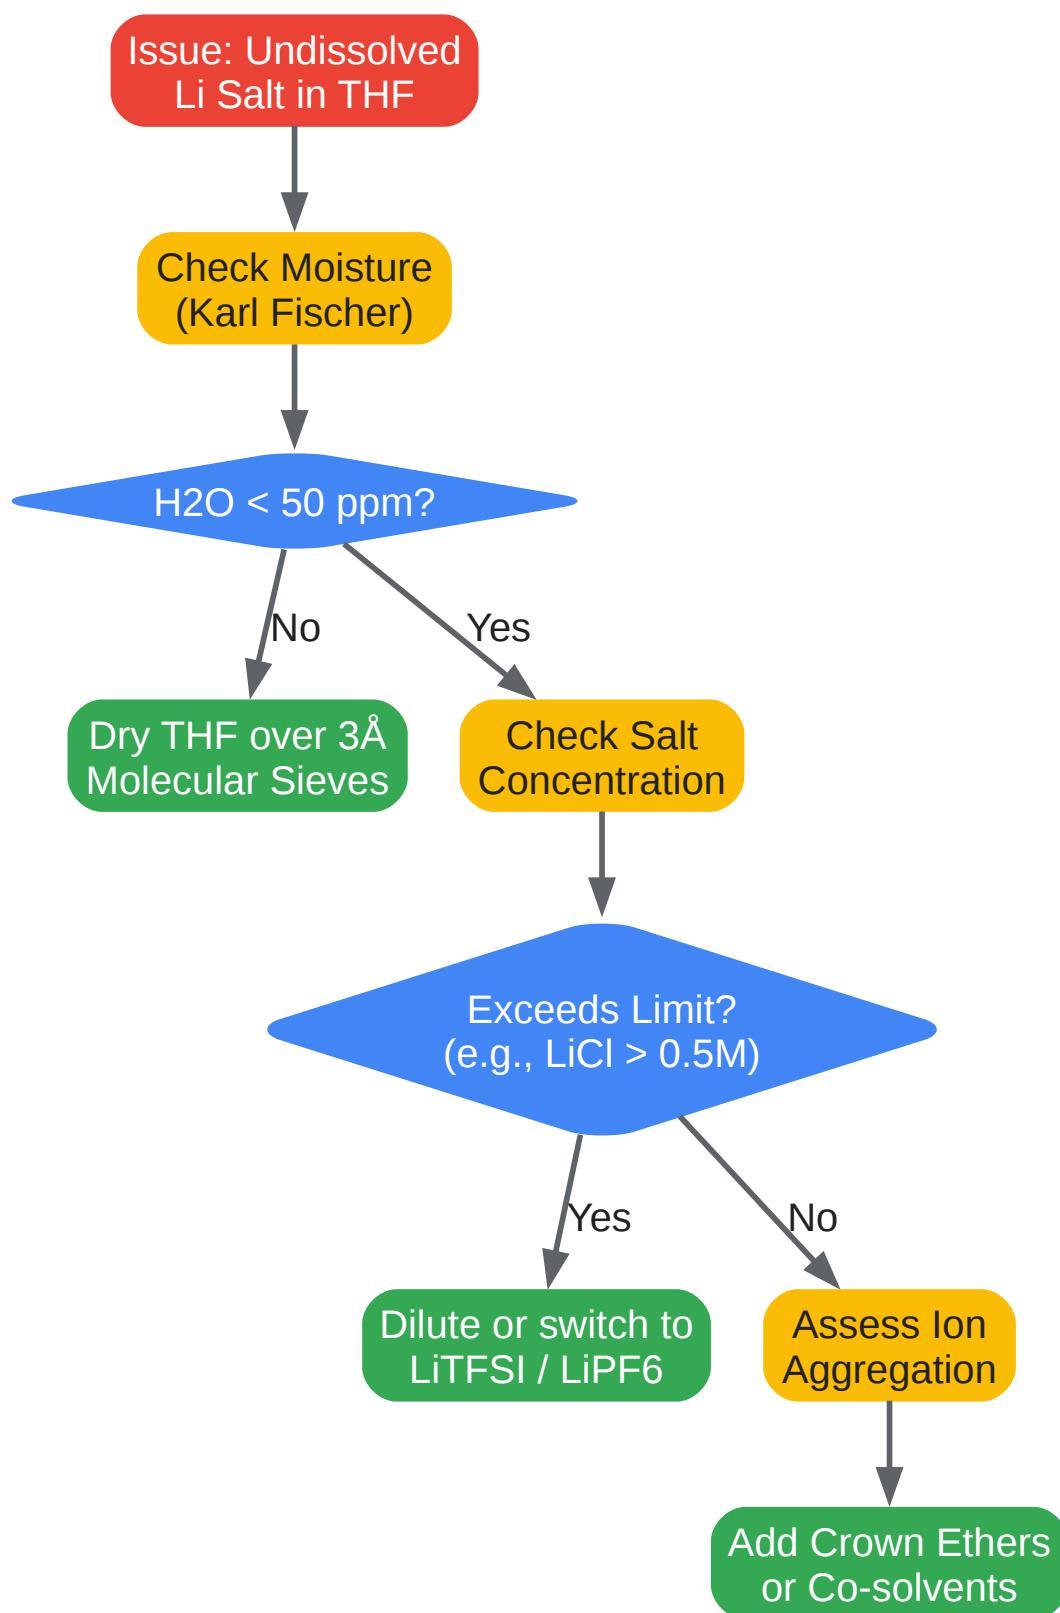 Issue: Undissolved
Li Salt in THF
Check Moisture
(Karl Fischer)
H2O < 50 ppm?
No
Yes
Dry THF over 3Å
Molecular Sieves
Check Salt
Concentration
Exceeds Limit?
(e.g., LiCl > 0.5M)
Yes
No
Dilute or switch to
LiTFSI / LiPF6
Assess Ion
Aggregation
Add Crown Ethers
or Co-solvents